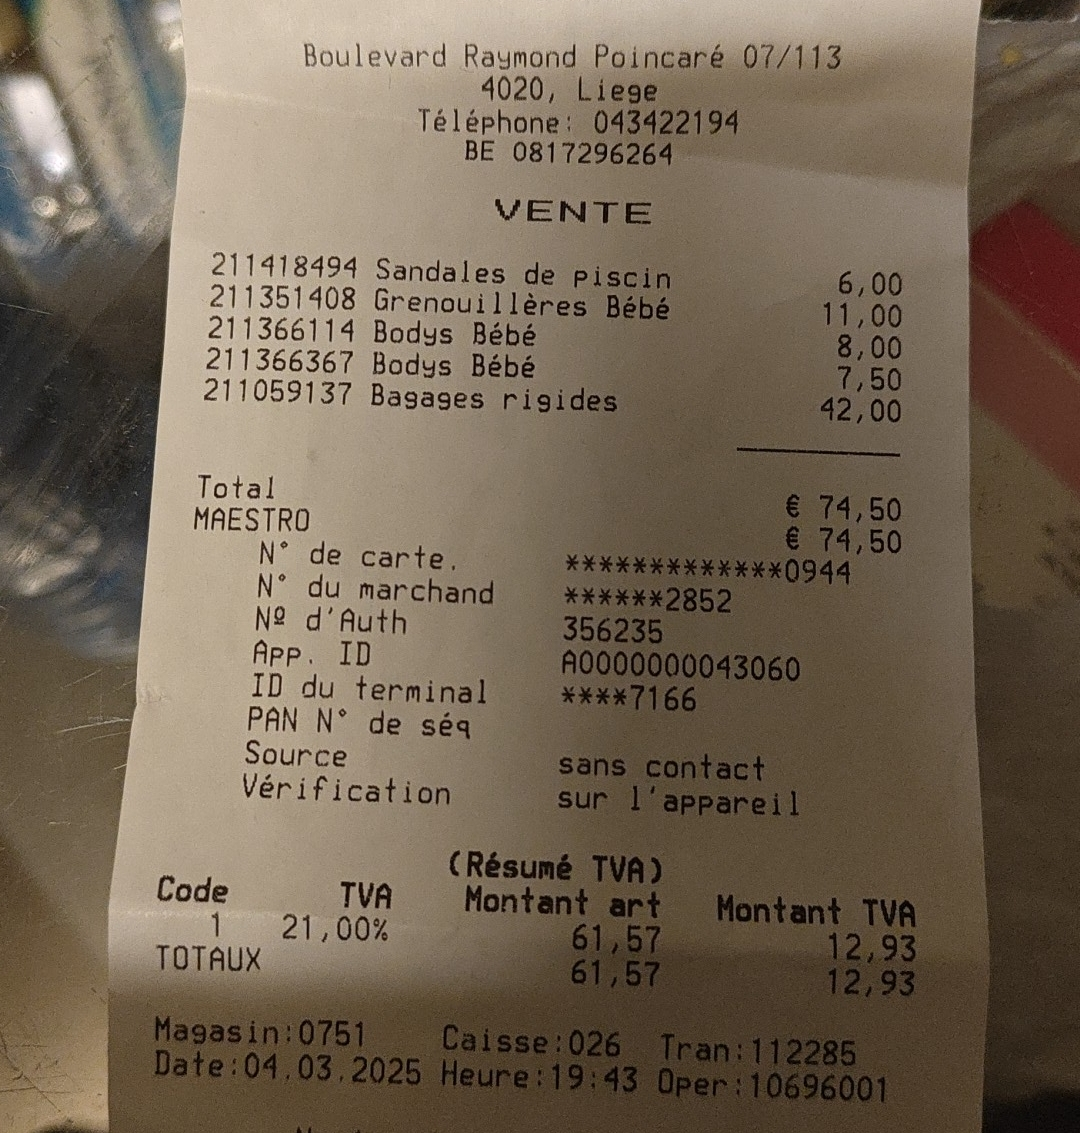 Boulevard Raymond Poincaré 07/113
4020, Liege
Téléphone: 043422194
BE 0817296264
VENTE
211418494 Sandales de piscin 6,00
211351408 Grenouillères Bébé 11,00
211366114 Bodys Bébé 8,00
211366367 Bodys Bébé 7,50
211059137 Bagages rigides 42,00
Total € 74,50
MAESTRO € 74,50
N° de carte. *************0944
N° du marchand ******2852
Nº d'Auth 356235
App. ID A0000000043060
ID du terminal ****7166
PAN N° de séq
Source sans contact
Vérification sur l'appareil
(Résumé TVA)
Code TVA Montant art Montant TVA
1 21,00% 61,57 12,93
TOTAUX 61,57 12,93
Magasin:0751 Caisse:026 Tran:112285
Date:04.03.2025 Heure:19:43 Oper:10696001